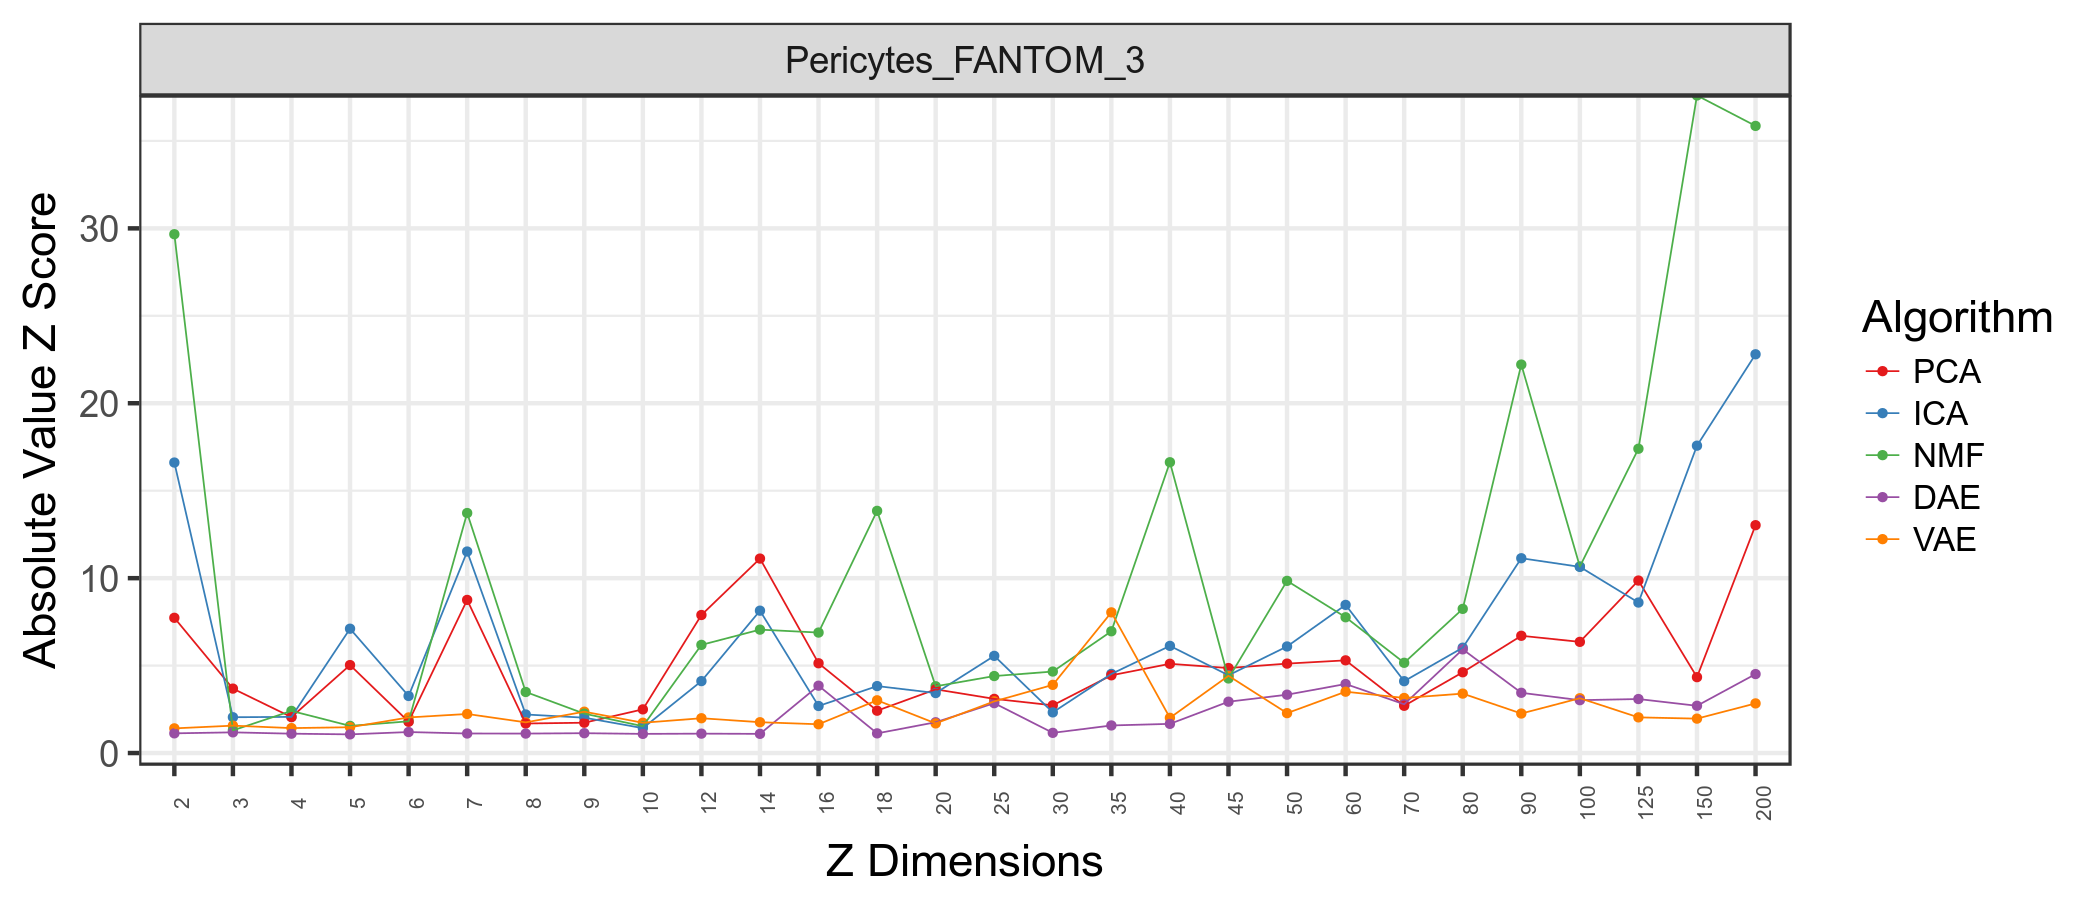 Pericytes_FANTOM_3
Absolute Value Z Score
30
20
10
0
2 3 4 5 6 7 8 9 10 12 14 16 18 20 25 30 35 40 45 50 60 70 80 90 100 125 150 200
Z Dimensions
Algorithm
PCA
ICA
NMF
DAE
VAE